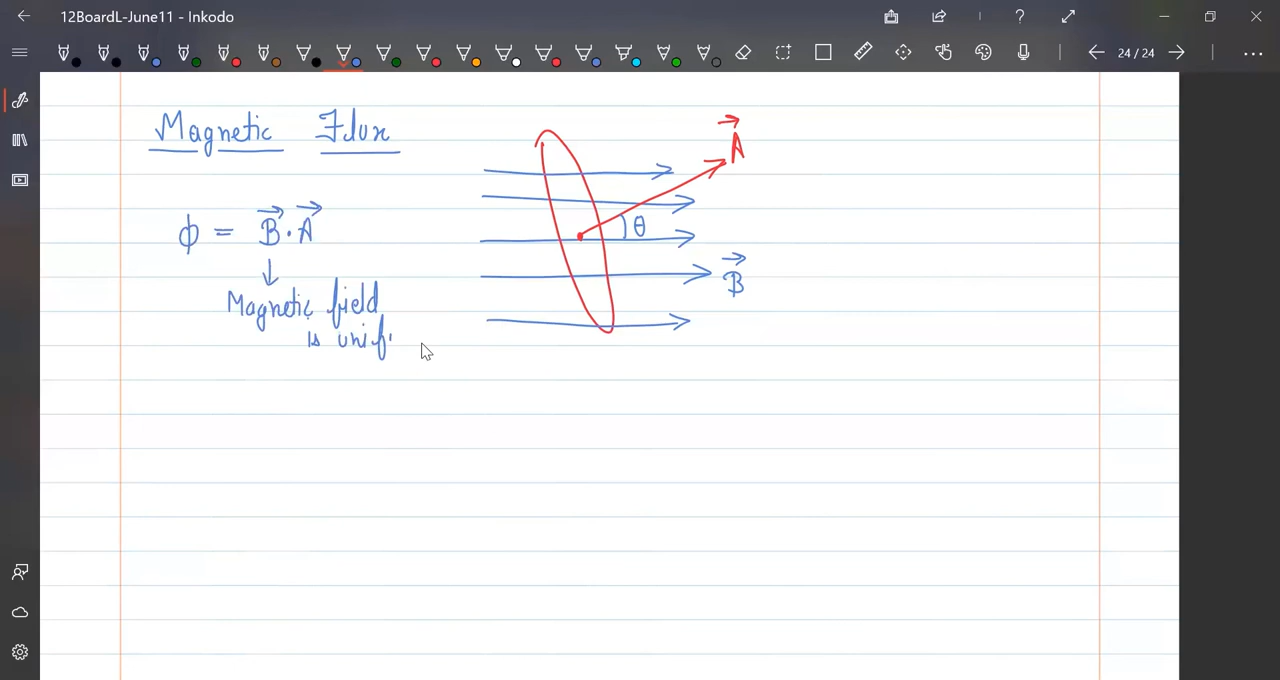 12BoardL-June11 - Inkodo
24 / 24
Magnetic Flux
A
θ
ϕ = B · A
B
Magnetic field
is unif